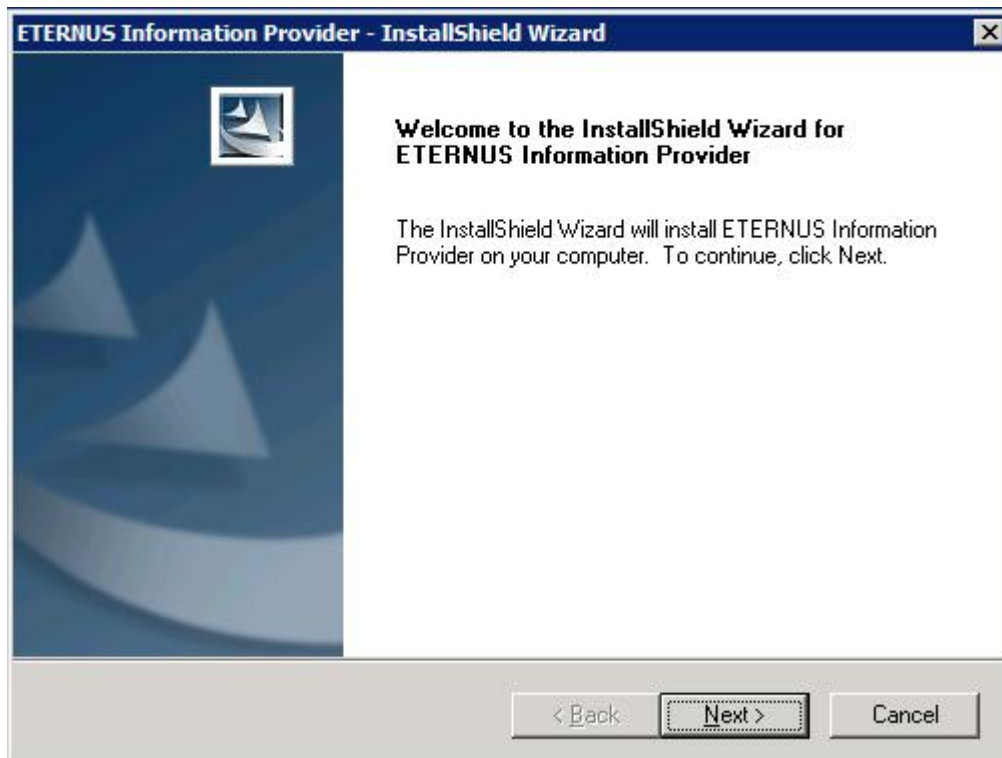 ETERNUS Information Provider - InstallShield Wizard
Welcome to the InstallShield Wizard for
ETERNUS Information Provider
The InstallShield Wizard will install ETERNUS Information
Provider on your computer.  To continue, click Next.
< Back
Next >
Cancel